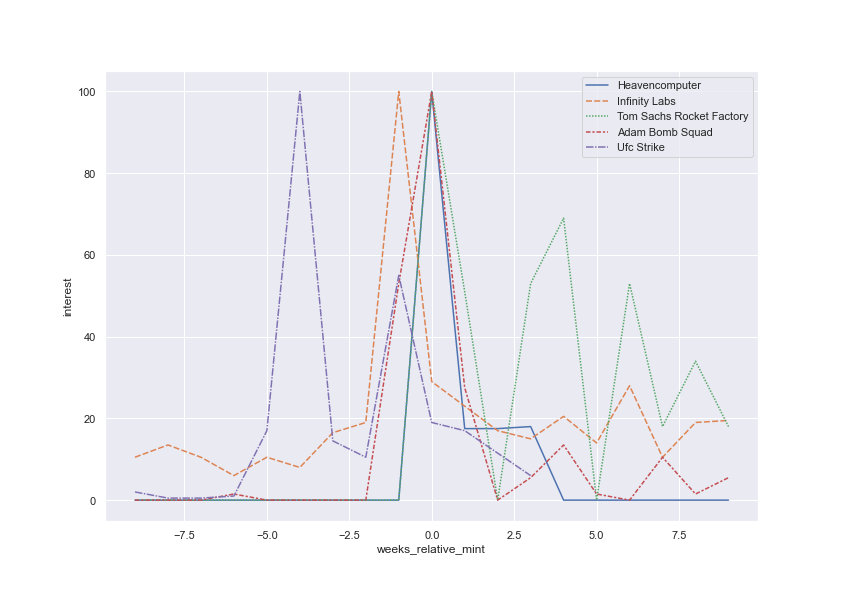 Heavencomputer
Infinity Labs
Tom Sachs Rocket Factory
Adam Bomb Squad
Ufc Strike
100
80
60
40
20
0
interest
−7.5 −5.0 −2.5 0.0 2.5 5.0 7.5
weeks_relative_mint